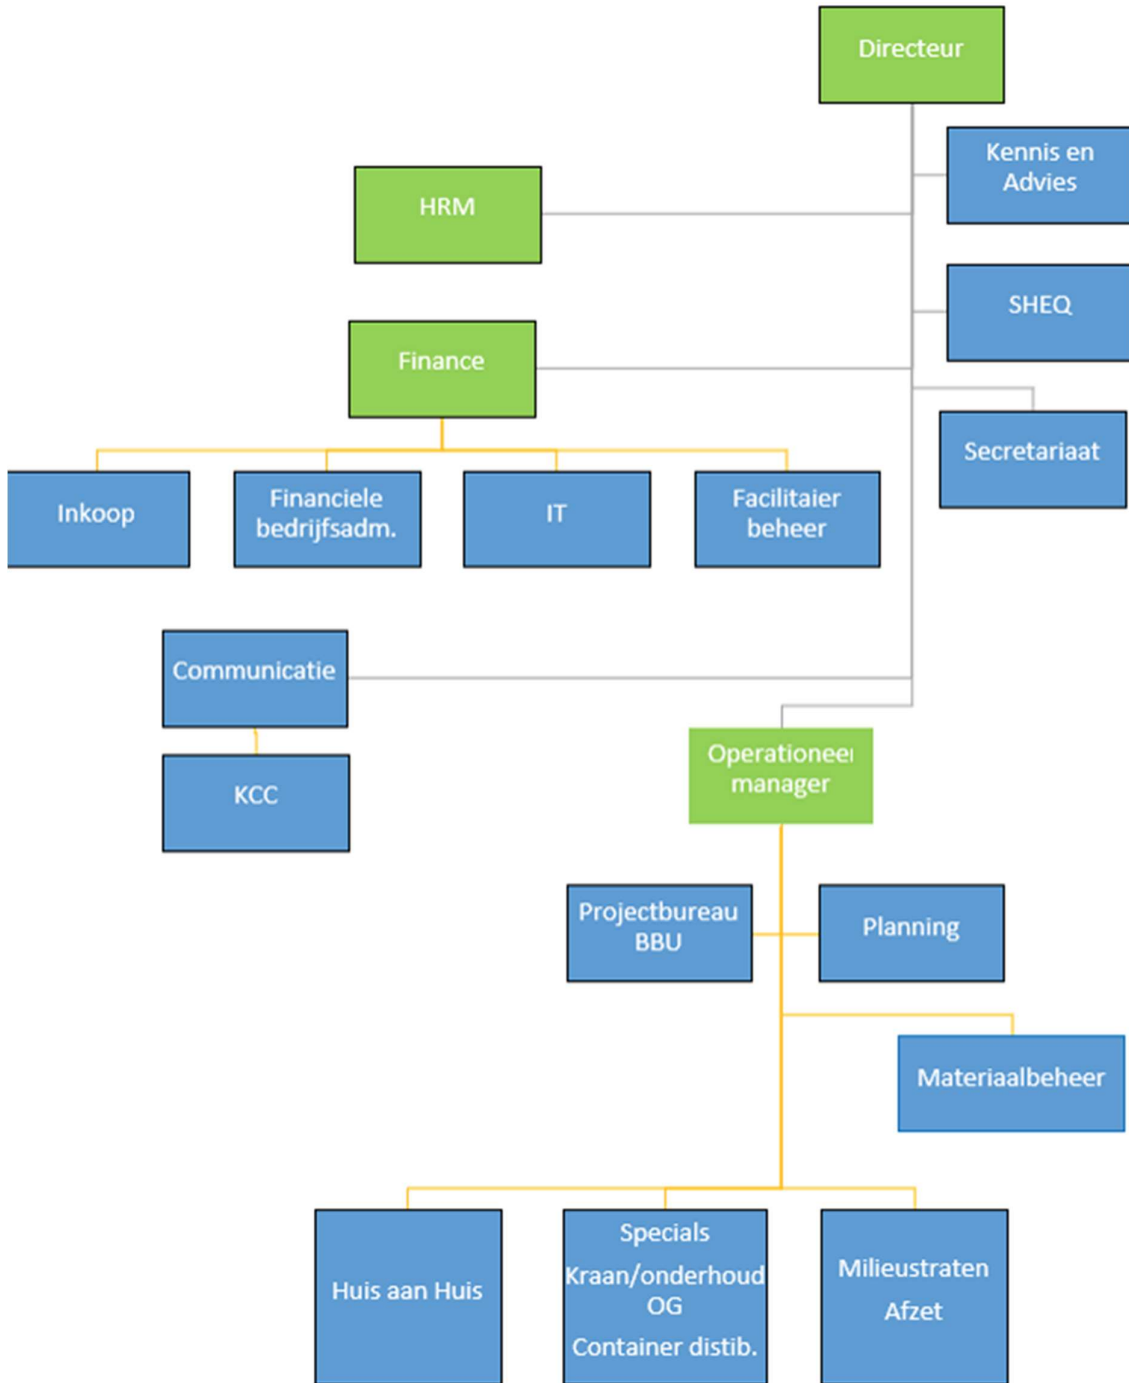 Directeur
Kennis en
Advies
HRM
SHEQ
Finance
Secretariaat
Inkoop
Financiele
bedrijfsadm.
IT
Facilitaier
beheer
Communicatie
KCC
Operationeel
manager
Projectbureau
BBU
Planning
Materiaalbeheer
Huis aan Huis
Specials
Kraan/onderhoud
OG
Container distib.
Milieustraten
Afzet